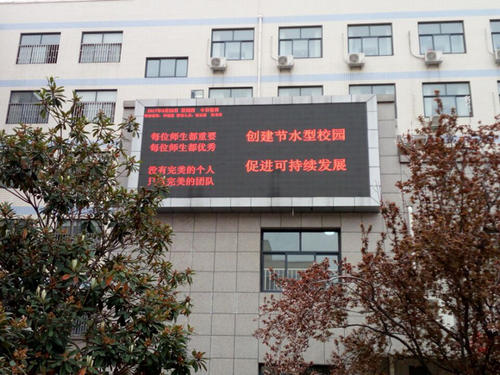 每位师生都重要
每位师生都优秀
没有完美的个人
只有完美的团队
创建节水型校园
促进可持续发展